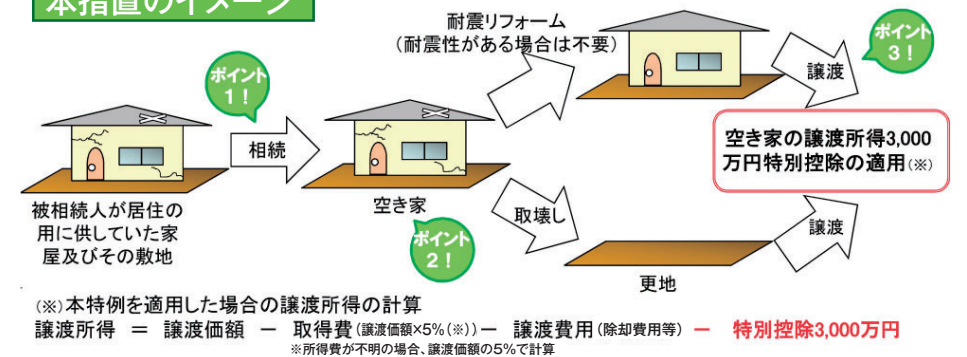 本措置のイメージ
耐震リフォーム
(耐震性がある場合は不要)
ポイント
1！
相続
譲渡
ポイント
3！
空き家の譲渡所得3,000
万円特別控除の適用(※)
被相続人が居住の
用に供していた家
屋及びその敷地
空き家
ポイント
2！
取壊し
更地
譲渡
(※)本特例を適用した場合の譲渡所得の計算
譲渡所得 ＝ 譲渡価額 － 取得費(譲渡価額×5%(※))－ 譲渡費用(除却費用等) － 特別控除3,000万円
※所得費が不明の場合、譲渡価額の5%で計算